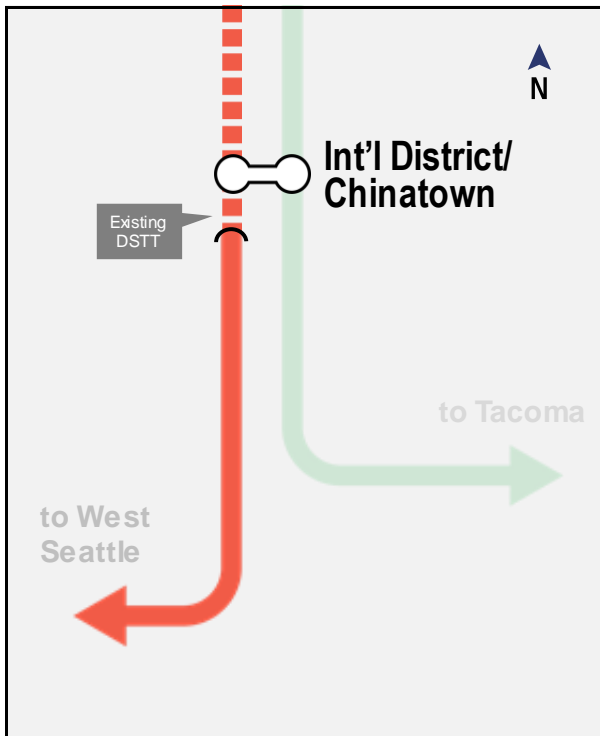 N
Int'l District/
Chinatown
Existing
DSTT
to Tacoma
to West
Seattle